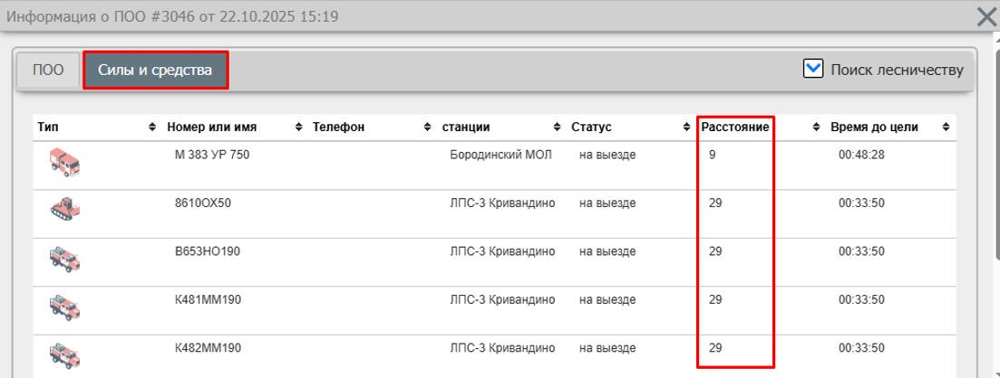 Информация о ПОО #3046 от 22.10.2025 15:19
ПОО Силы и средства Поиск лесничеству
Тип Номер или имя Телефон станции Статус Расстояние Время до цели
М 383 УР 750 Бородинский МОЛ на выезде 9 00:48:28
8610ОХ50 ЛПС-3 Кривандино на выезде 29 00:33:50
В653НО190 ЛПС-3 Кривандино на выезде 29 00:33:50
К481ММ190 ЛПС-3 Кривандино на выезде 29 00:33:50
К482ММ190 ЛПС-3 Кривандино на выезде 29 00:33:50